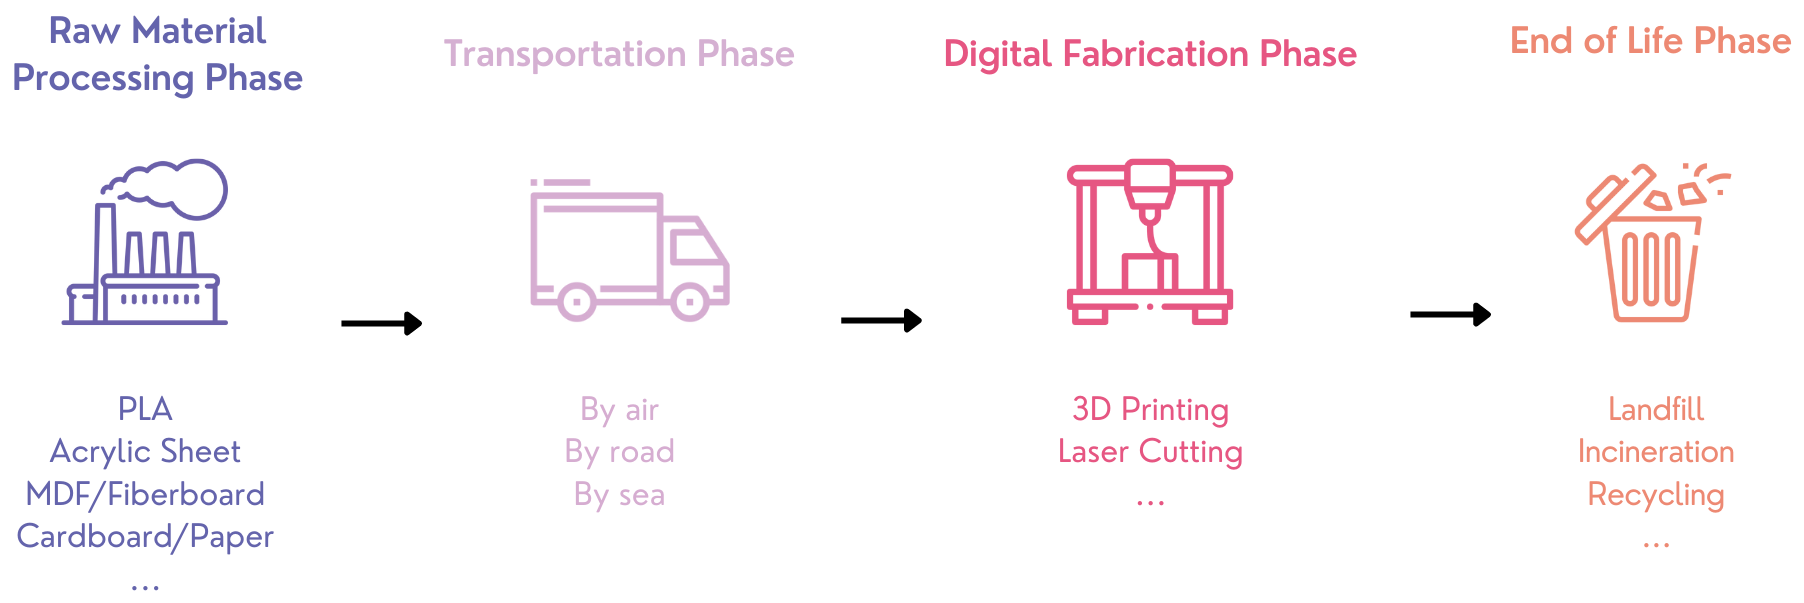 Raw Material
Processing Phase
PLA
Acrylic Sheet
MDF/Fiberboard
Cardboard/Paper
...
Transportation Phase
By air
By road
By sea
Digital Fabrication Phase
3D Printing
Laser Cutting
...
End of Life Phase
Landfill
Incineration
Recycling
...